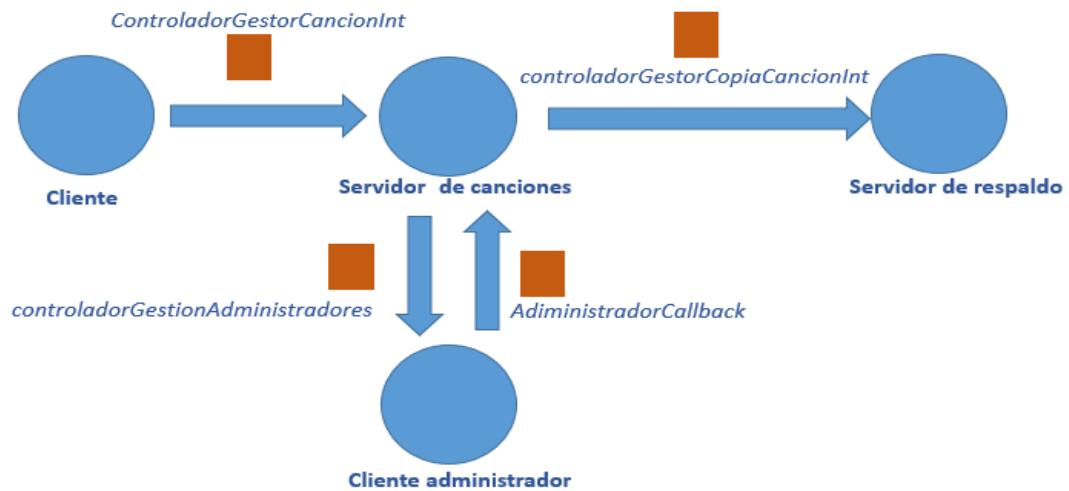 ControladorGestorCancionInt
controladorGestorCopiaCancionInt
Cliente
Servidor de canciones
Servidor de respaldo
controladorGestionAdministradores
AdiministradorCallback
Cliente administrador